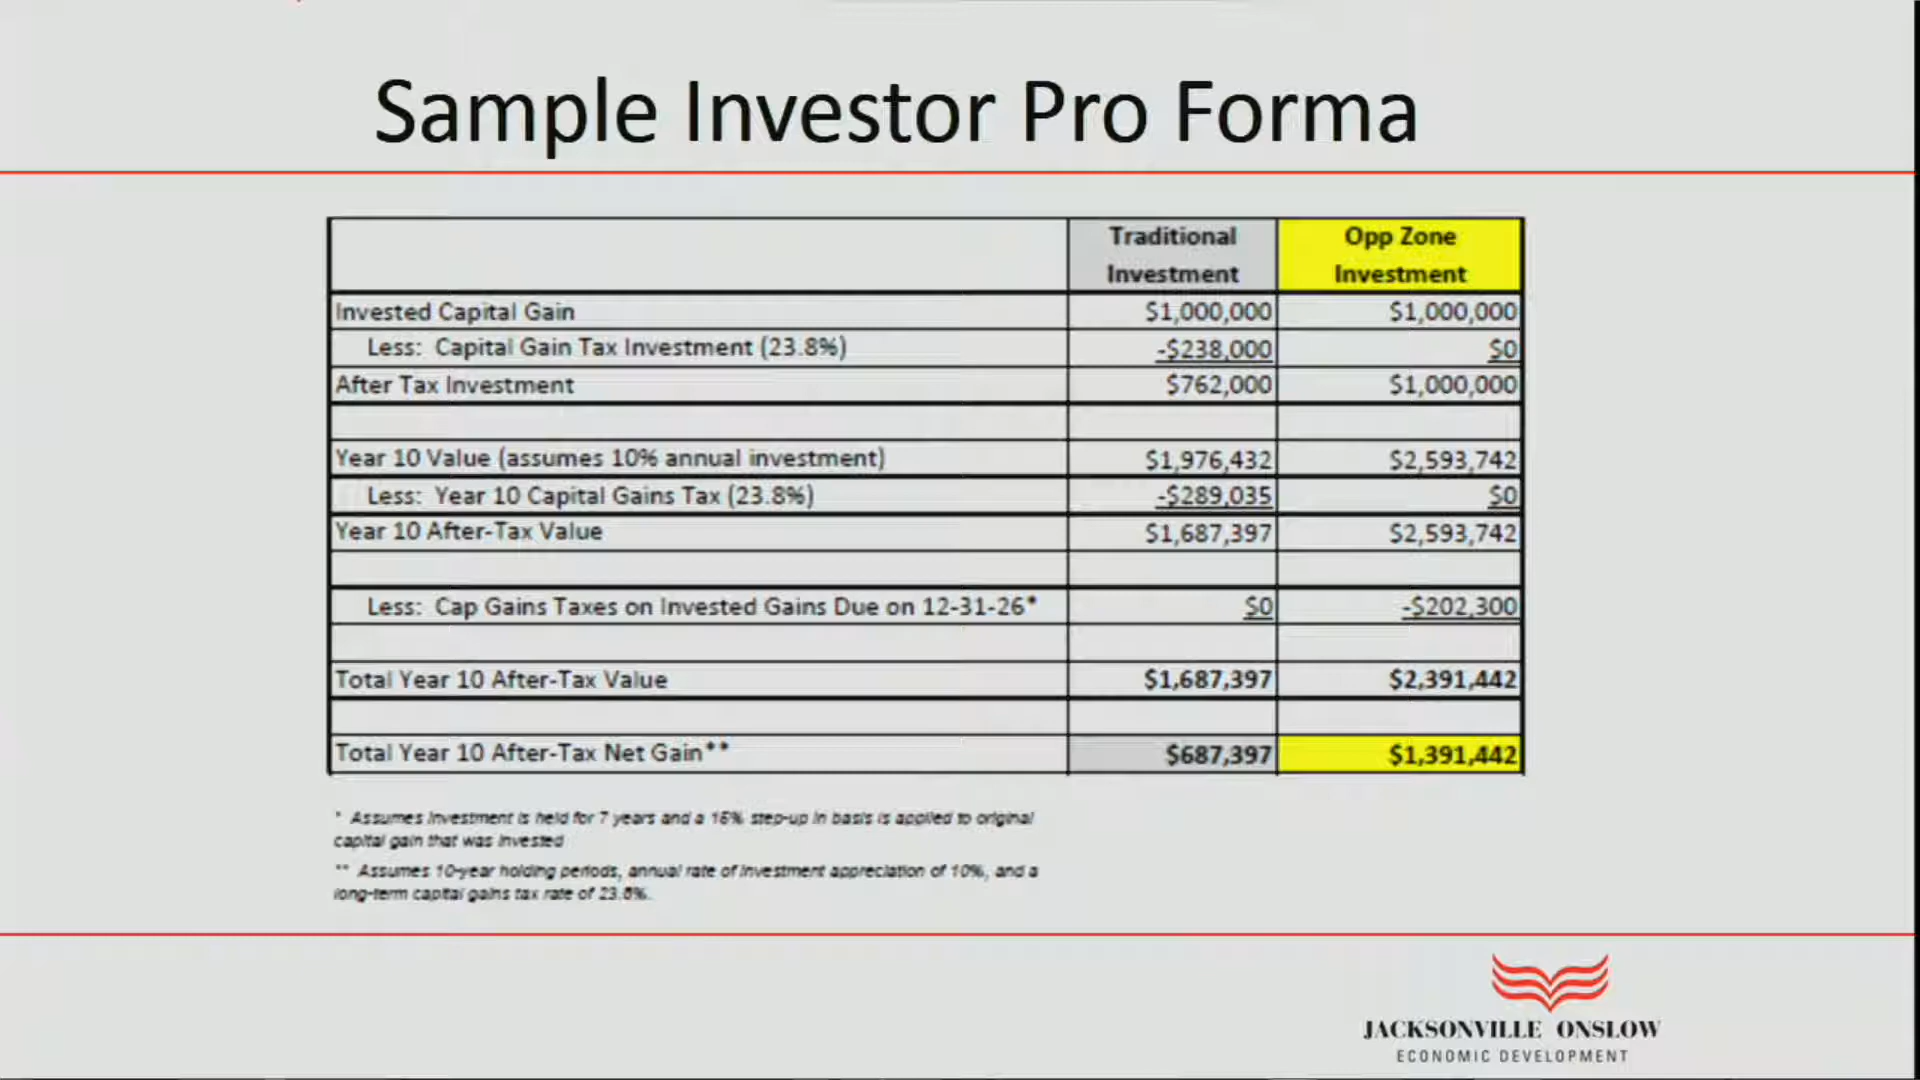 Sample Investor Pro Forma
Traditional Investment
Opp Zone Investment
Invested Capital Gain $1,000,000 $1,000,000
Less: Capital Gain Tax Investment (23.8%) -$238,000 $0
After Tax Investment $762,000 $1,000,000
Year 10 Value (assumes 10% annual investment) $1,976,432 $2,593,742
Less: Year 10 Capital Gains Tax (23.8%) -$289,035 $0
Year 10 After-Tax Value $1,687,397 $2,593,742
Less: Cap Gains Taxes on Invested Gains Due on 12-31-26* $0 -$202,300
Total Year 10 After-Tax Value $1,687,397 $2,391,442
Total Year 10 After-Tax Net Gain** $687,397 $1,391,442
* Assumes investment is held for 7 years and a 15% step-up in basis is applied to original
capital gain that was invested
** Assumes 10-year holding periods, annual rate of investment appreciation of 10%, and a
long-term capital gains tax rate of 23.8%.
JACKSONVILLE ONSLOW
ECONOMIC DEVELOPMENT